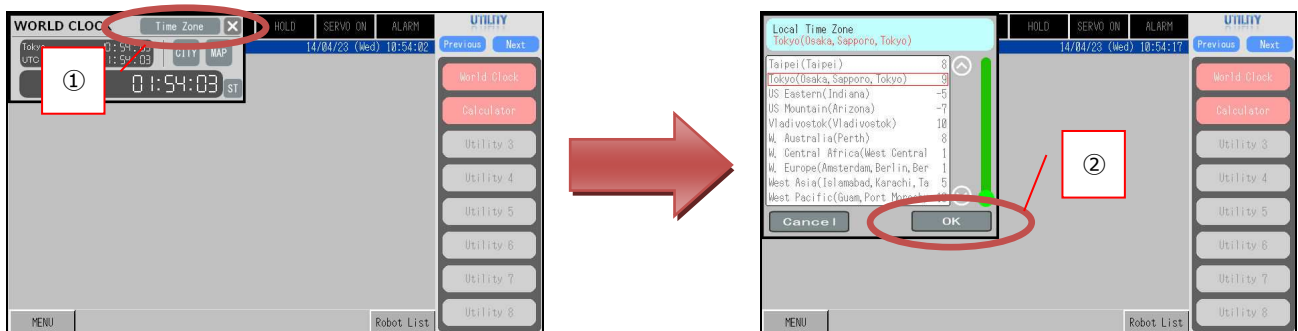 WORLD CLOCK
Time Zone
HOLD
SERVO ON
ALARM
UTILITY
14/04/23 (Wed) 10:54:02
Previous
Next
Tokyo
UTC
CITY
MAP
①
01:54:03
ST
World Clock
Calculator
Utility 3
Utility 4
Utility 5
Utility 6
Utility 7
Utility 8
MENU
Robot List
Local Time Zone
Tokyo(Osaka, Sapporo, Tokyo)
HOLD
SERVO ON
ALARM
UTILITY
14/04/23 (Wed) 10:54:17
Previous
Next
Taipei(Taipei) 8
Tokyo(Osaka, Sapporo, Tokyo) 9
US Eastern(Indiana) -5
US Mountain(Arizona) -7
Vladivostok(Vladivostok) 10
W. Australia(Perth) 8
W. Central Africa(West Central 1
W. Europe(Amsterdam, Berlin, Ber 1
West Asia(Islamabad, Karachi, Ta 5
West Pacific(Guam, Port
②
Cancel
OK
World Clock
Calculator
Utility 3
Utility 4
Utility 5
Utility 6
Utility 7
Utility 8
MENU
Robot List